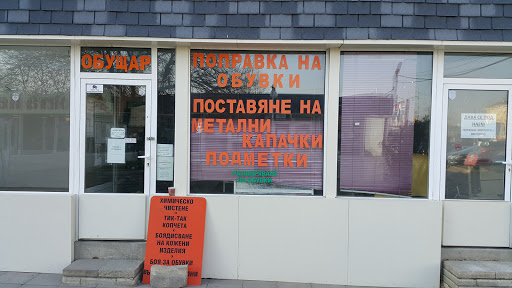 ОБУЩАР
ПОПРАВКА НА
ОБУВКИ
ПОСТАВЯНЕ НА
МЕТАЛНИ
КАПАЧКИ
ПОДМЕТКИ
ХИМИЧЕСКО
ЧИСТЕНЕ
ТИК-ТАК
КОПЧЕТА
БОЯДИСВАНЕ
НА КОЖЕНИ
ИЗДЕЛИЯ
БОЯ ЗА ОБУВКИ